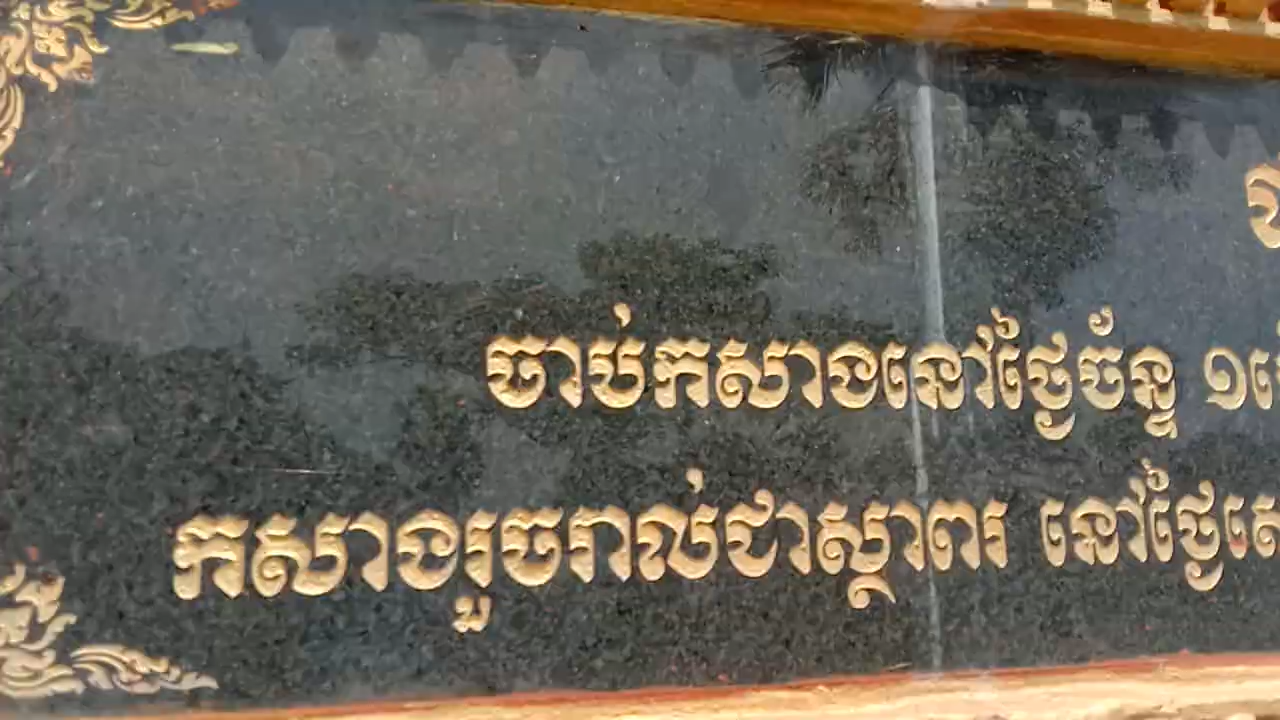 ចាប់កសាងនៅថ្ងៃច័ន្ទ ១
កសាងរួចរាល់ជាស្ថាពរ នៅថ្ងៃ